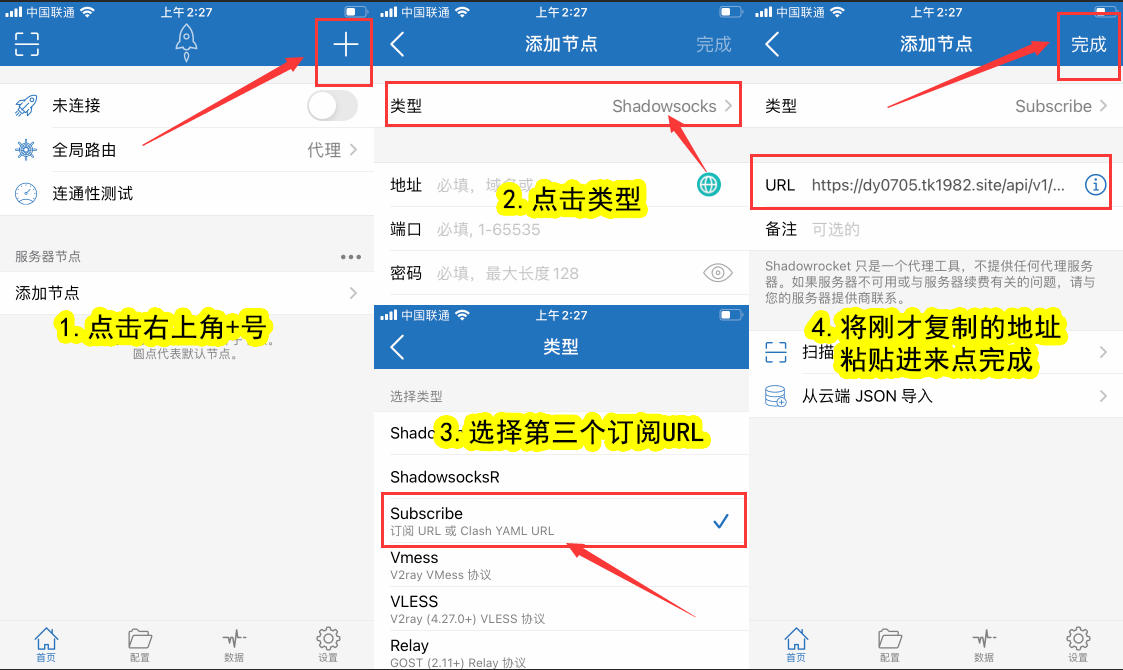 中国联通
上午 2:27
未连接
全局路由
代理
连通性测试
服务器节点
添加节点
1. 点击右上角+号
圆点代表默认节点。
首页
配置
数据
设置
中国联通
上午 2:27
添加节点
完成
类型
Shadowsocks
地址
必填,
2. 点击类型
端口
必填, 1-65535
密码
必填，最大长度 128
中国联通
上午 2:27
类型
选择类型
3. 选择第三个订阅URL
ShadowsocksR
Subscribe
订阅 URL 或 Clash YAML URL
Vmess
V2ray VMess 协议
VLESS
V2ray (4.27.0+) VLESS 协议
Relay
GOST (2.11+) Relay 协议
中国联通
上午 2:27
添加节点
完成
类型
Subscribe
URL
https://dy0705.tk1982.site/api/v1/...
备注
可选的
Shadowrocket 只是一个代理工具，不提供任何代理服务
器。如果服务器不可用或与服务器续费有关的问题，请与
您的服务器提供商联系。
4. 将刚才复制的地址
粘贴进来点完成
扫描
从云端 JSON 导入
首页
配置
数据
设置